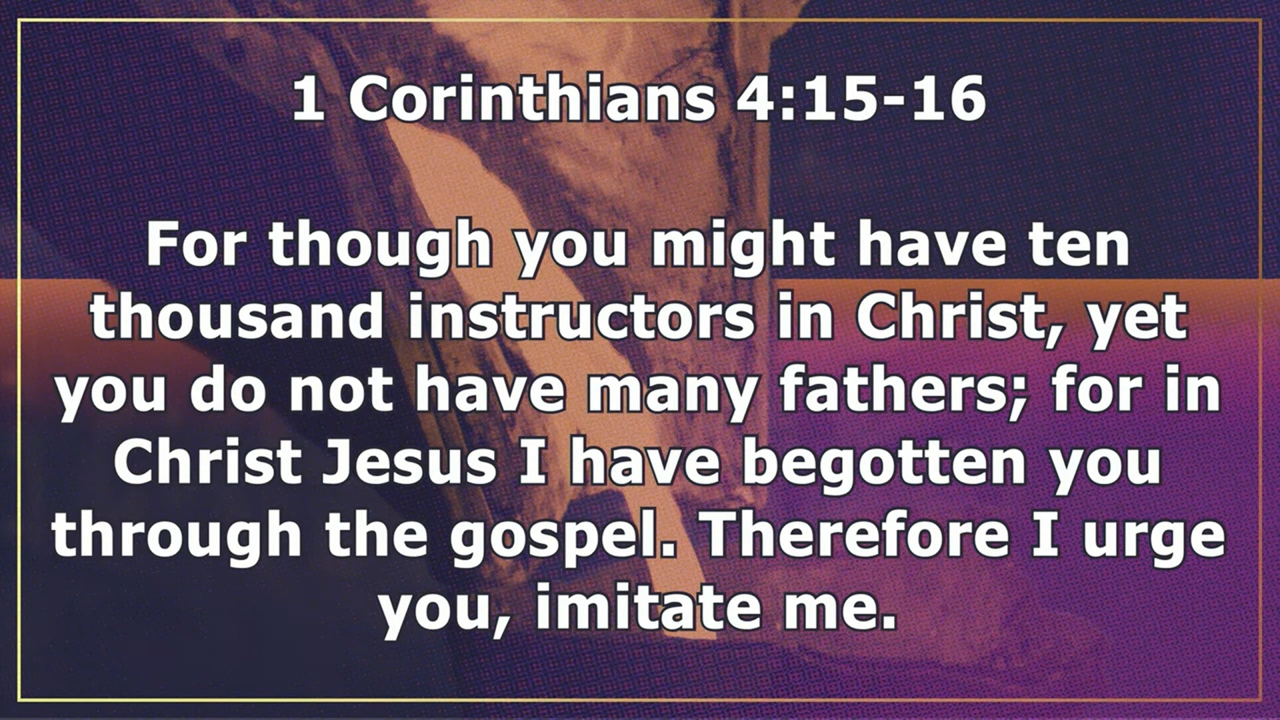 1 Corinthians 4:15-16
For though you might have ten
thousand instructors in Christ, yet
you do not have many fathers; for in
Christ Jesus I have begotten you
through the gospel. Therefore I urge
you, imitate me.